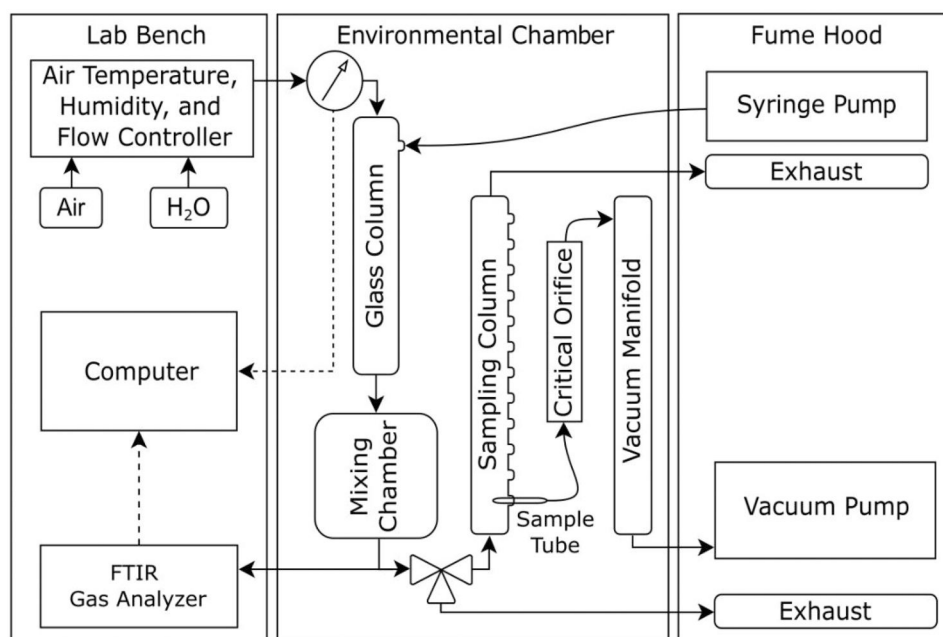 Lab Bench
Air Temperature,
Humidity, and
Flow Controller
Air
H₂O
Computer
FTIR
Gas Analyzer
Environmental Chamber
Glass Column
Mixing
Chamber
Sampling Column
Sample
Tube
Critical Orifice
Vacuum Manifold
Fume Hood
Syringe Pump
Exhaust
Vacuum Pump
Exhaust